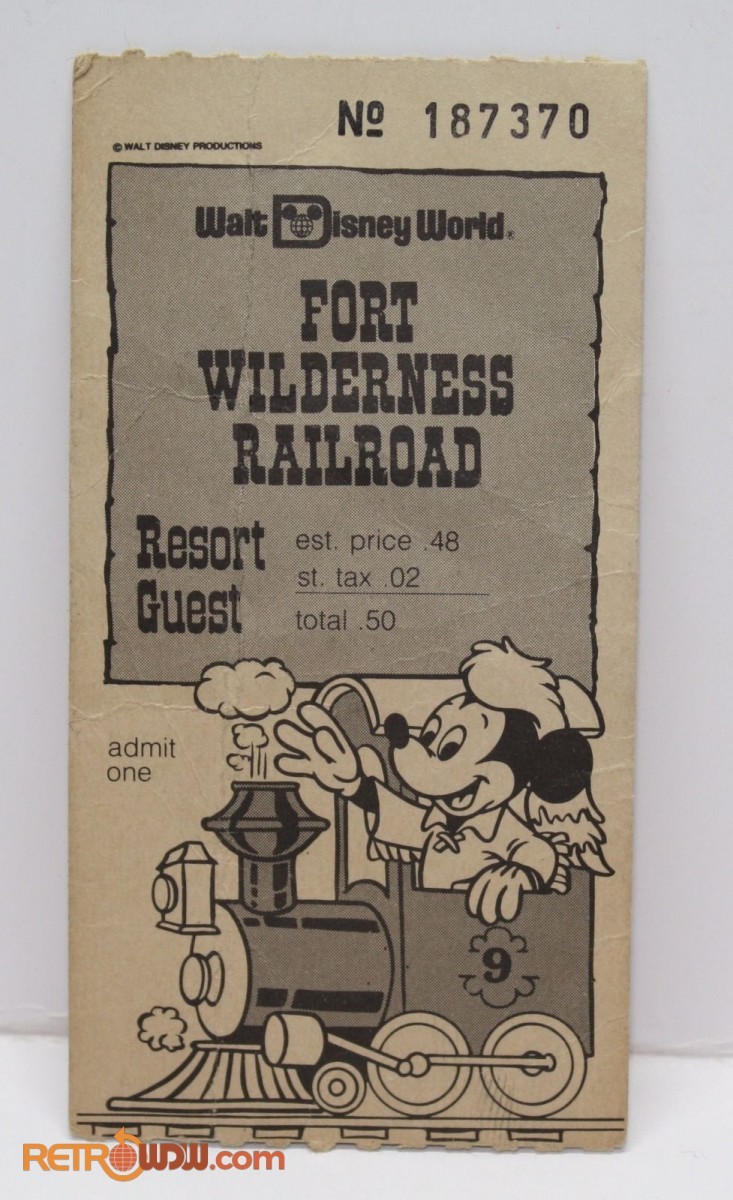 Nº 187370
© WALT DISNEY PRODUCTIONS
Walt Disney World®
FORT
WILDERNESS
RAILROAD
Resort
Guest
est. price .48
st. tax .02
total .50
admit
one
9
RETROWDW.com